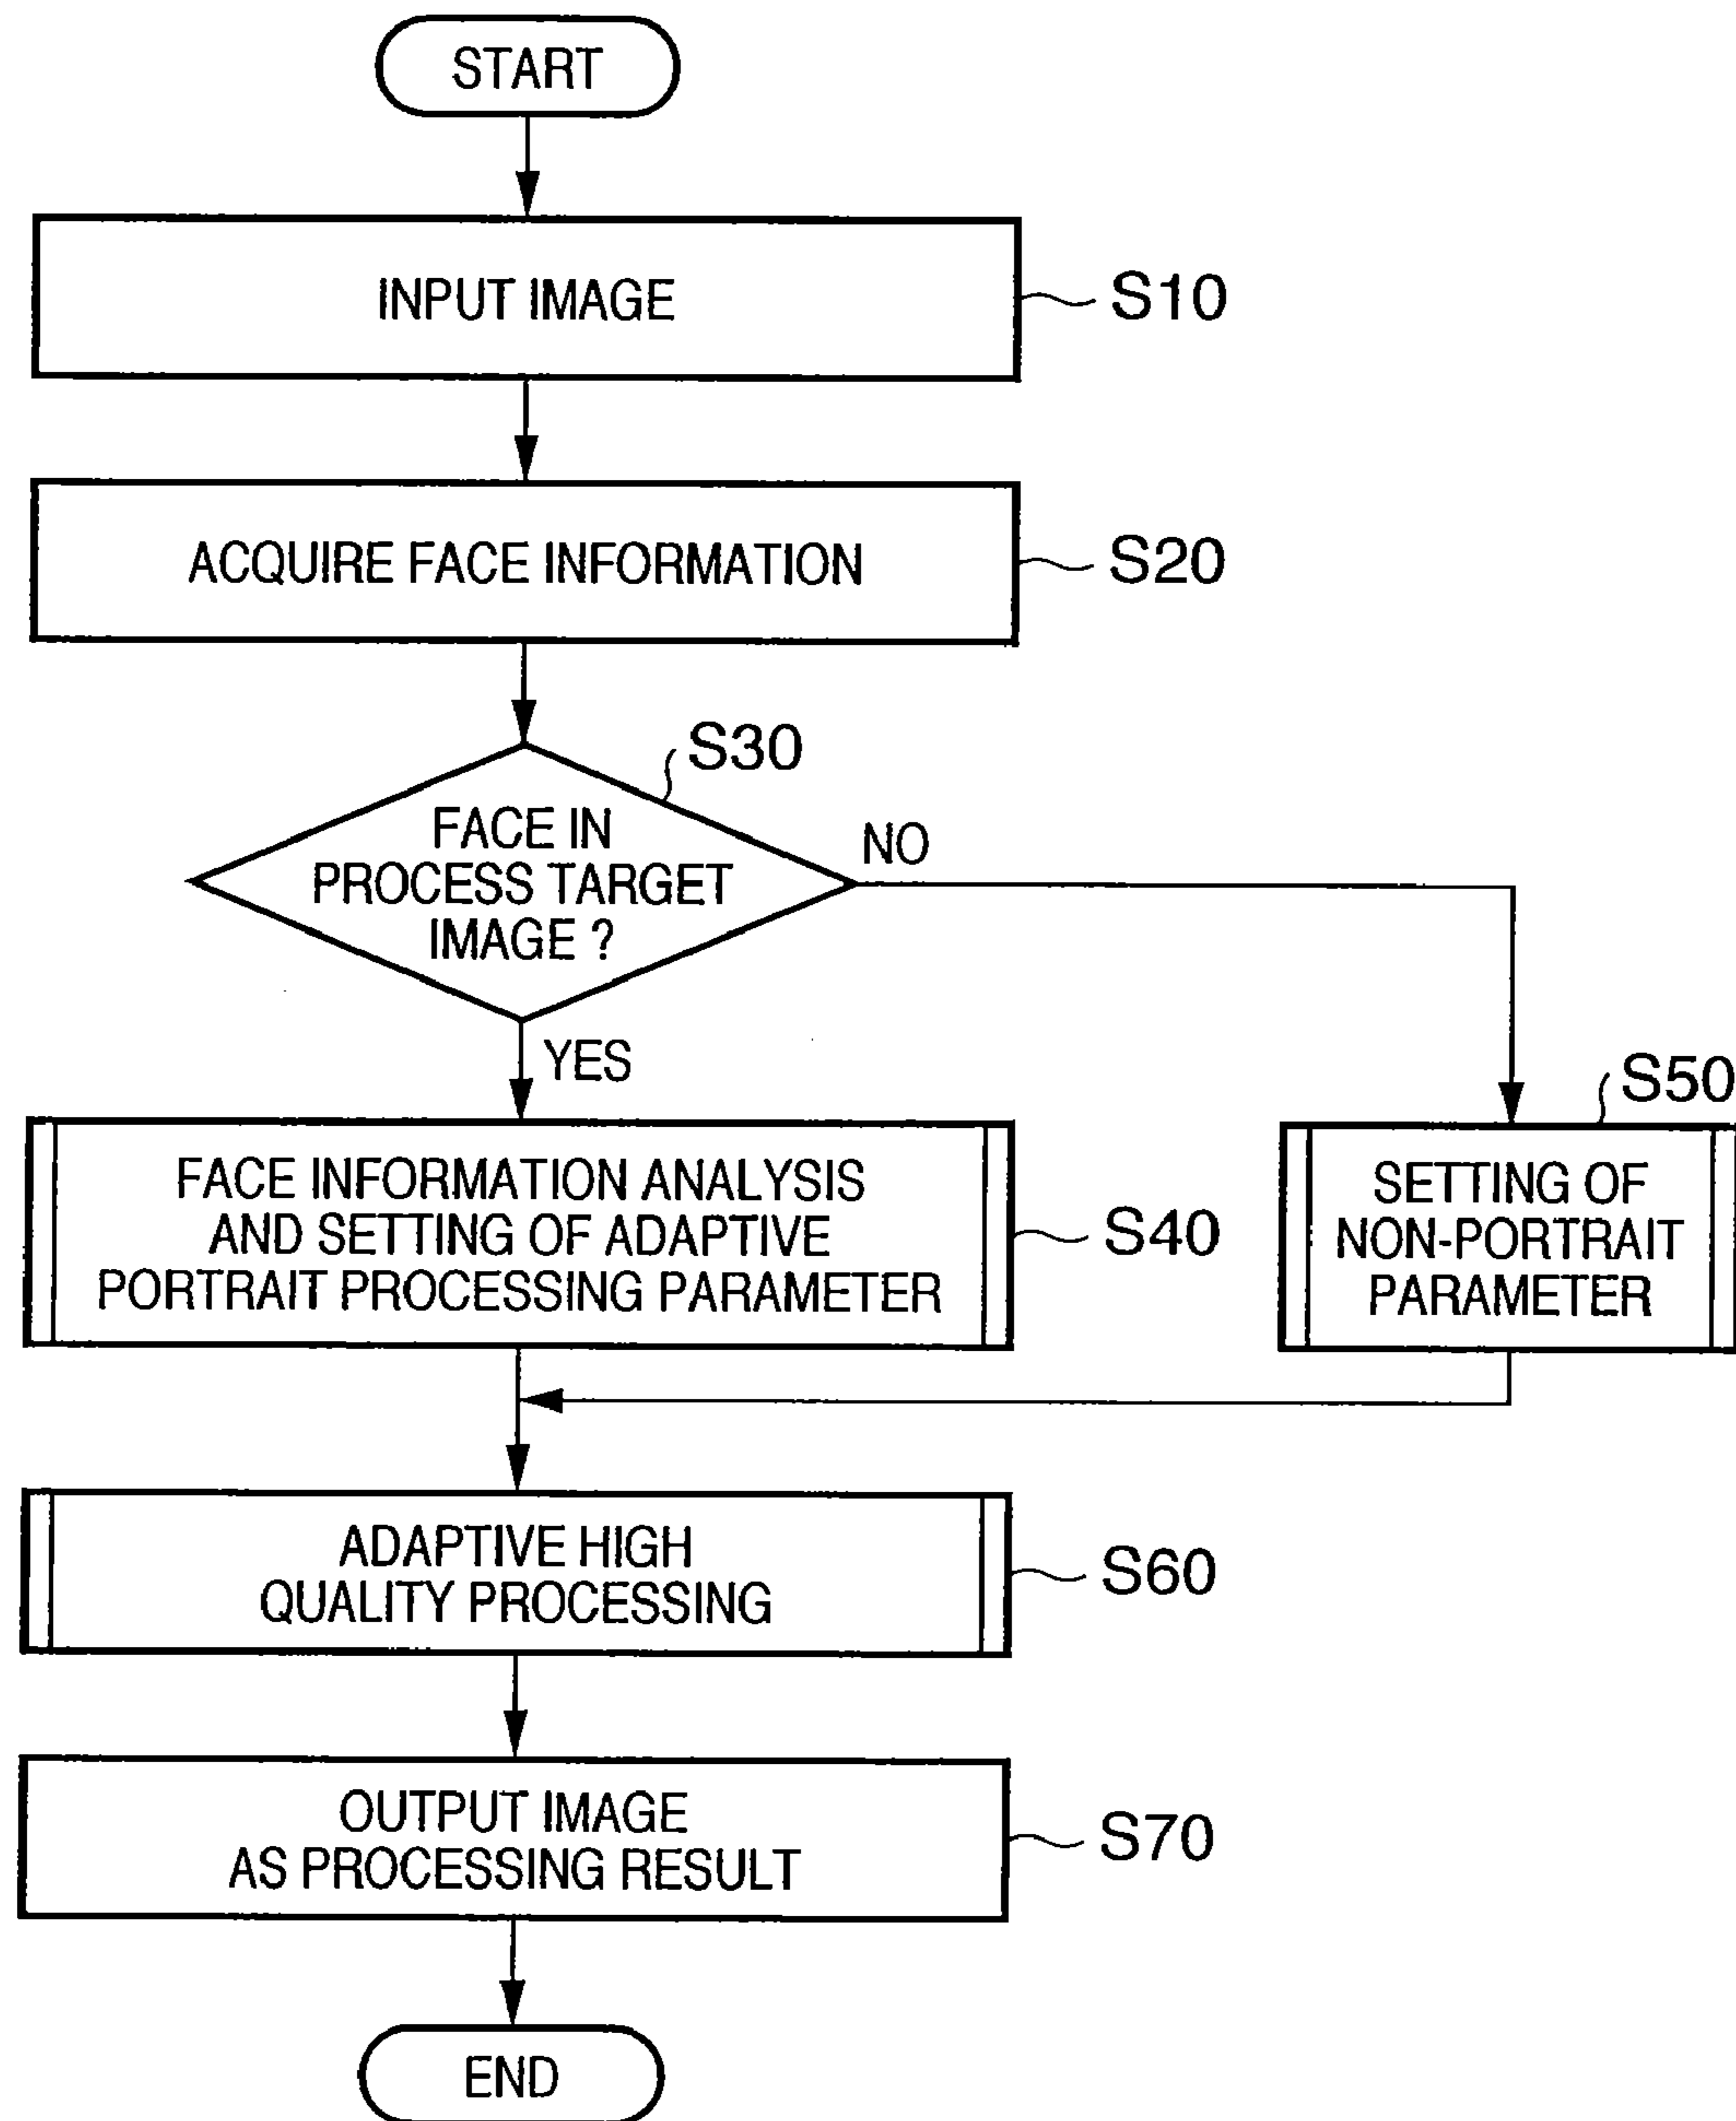 START
INPUT IMAGE
S10
ACQUIRE FACE INFORMATION
S20
S30
FACE IN
PROCESS TARGET
IMAGE ?
NO
YES
S50
FACE INFORMATION ANALYSIS
AND SETTING OF ADAPTIVE
PORTRAIT PROCESSING PARAMETER
S40
SETTING OF
NON-PORTRAIT
PARAMETER
ADAPTIVE HIGH
QUALITY PROCESSING
S60
OUTPUT IMAGE
AS PROCESSING RESULT
S70
END